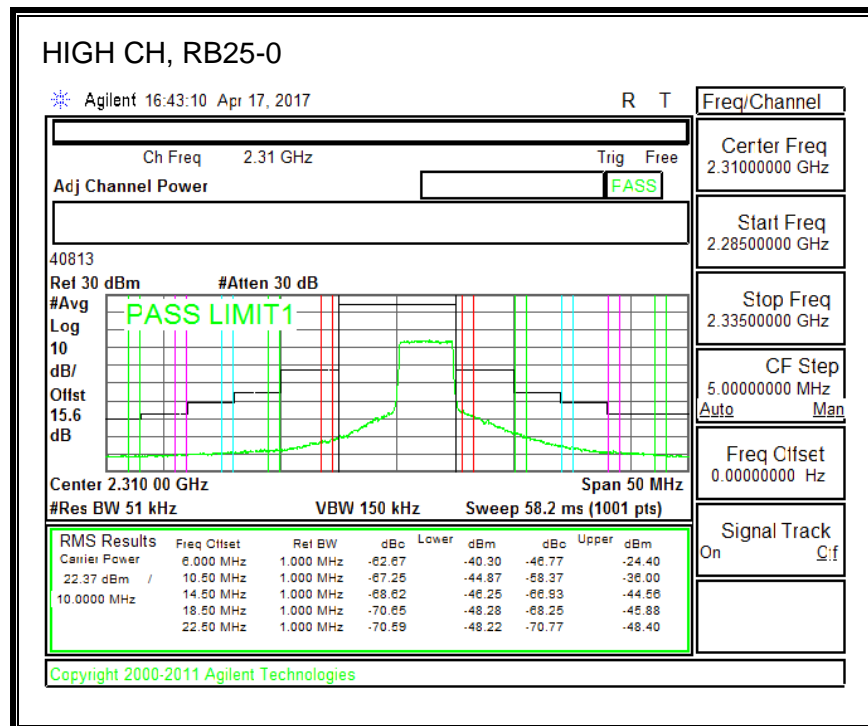 HIGH CH, RB25-0
Agilent 16:43:10 Apr 17, 2017 R T
Freq/Channel
Ch Freq 2.31 GHz Trig Free
Adj Channel Power PASS
Center Freq
2.31000000 GHz
Start Freq
2.28500000 GHz
Stop Freq
2.33500000 GHz
CF Step
5.00000000 MHz
Auto Man
Freq Offset
0.00000000 Hz
Signal Track
On Off
40813
Ref 30 dBm #Atten 30 dB
#Avg
Log
10
dB/
Offst
15.6
dB
PASS LIMIT1
Center 2.310 00 GHz Span 50 MHz
#Res BW 51 kHz VBW 150 kHz Sweep 58.2 ms (1001 pts)
RMS Results Freq Offset Ref BW dBc Lower dBm dBc Upper dBm
Carrier Power 6.000 MHz 1.000 MHz -62.67 -40.30 -46.77 -24.40
22.37 dBm / 10.50 MHz 1.000 MHz -67.25 -44.87 -58.37 -36.00
10.0000 MHz 14.50 MHz 1.000 MHz -68.62 -46.25 -66.93 -44.56
18.50 MHz 1.000 MHz -70.65 -48.28 -68.25 -45.88
22.50 MHz 1.000 MHz -70.59 -48.22 -70.77 -48.40
Copyright 2000-2011 Agilent Technologies